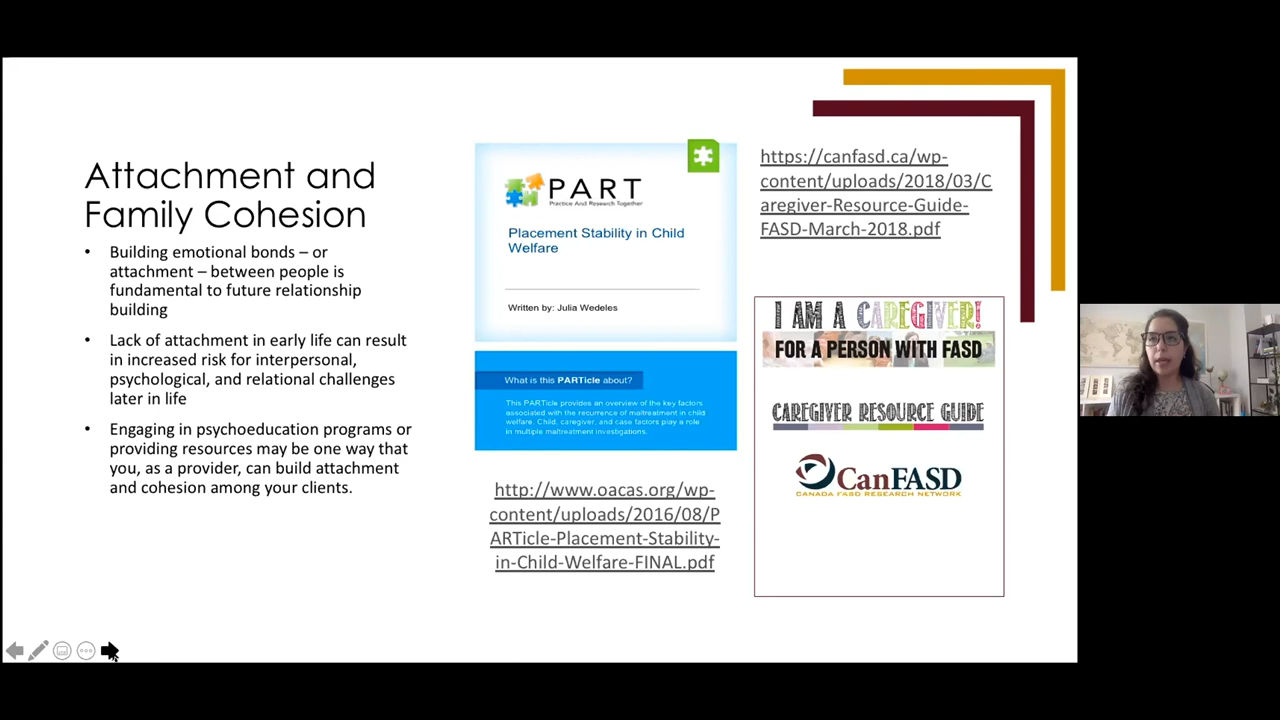 Attachment and
Family Cohesion
• Building emotional bonds – or
attachment – between people is
fundamental to future relationship
building
• Lack of attachment in early life can result
in increased risk for interpersonal,
psychological, and relational challenges
later in life
• Engaging in psychoeducation programs or
providing resources may be one way that
you, as a provider, can build attachment
and cohesion among your clients.
PART
Practice And Research Together
Placement Stability in Child
Welfare
Written by: Julia Wedeles
What is this PARTicle about?
This PARTicle provides an overview of the key factors
associated with the recurrence of maltreatment in child
welfare. Child, caregiver, and case factors play a role
in multiple maltreatment investigations.
http://www.oacas.org/wp-
content/uploads/2016/08/P
ARTicle-Placement-Stability-
in-Child-Welfare-FINAL.pdf
https://canfasd.ca/wp-
content/uploads/2018/03/C
aregiver-Resource-Guide-
FASD-March-2018.pdf
I AM A CAREGIVER!
FOR A PERSON WITH FASD
CAREGIVER RESOURCE GUIDE
CanFASD
CANADA FASD RESEARCH NETWORK